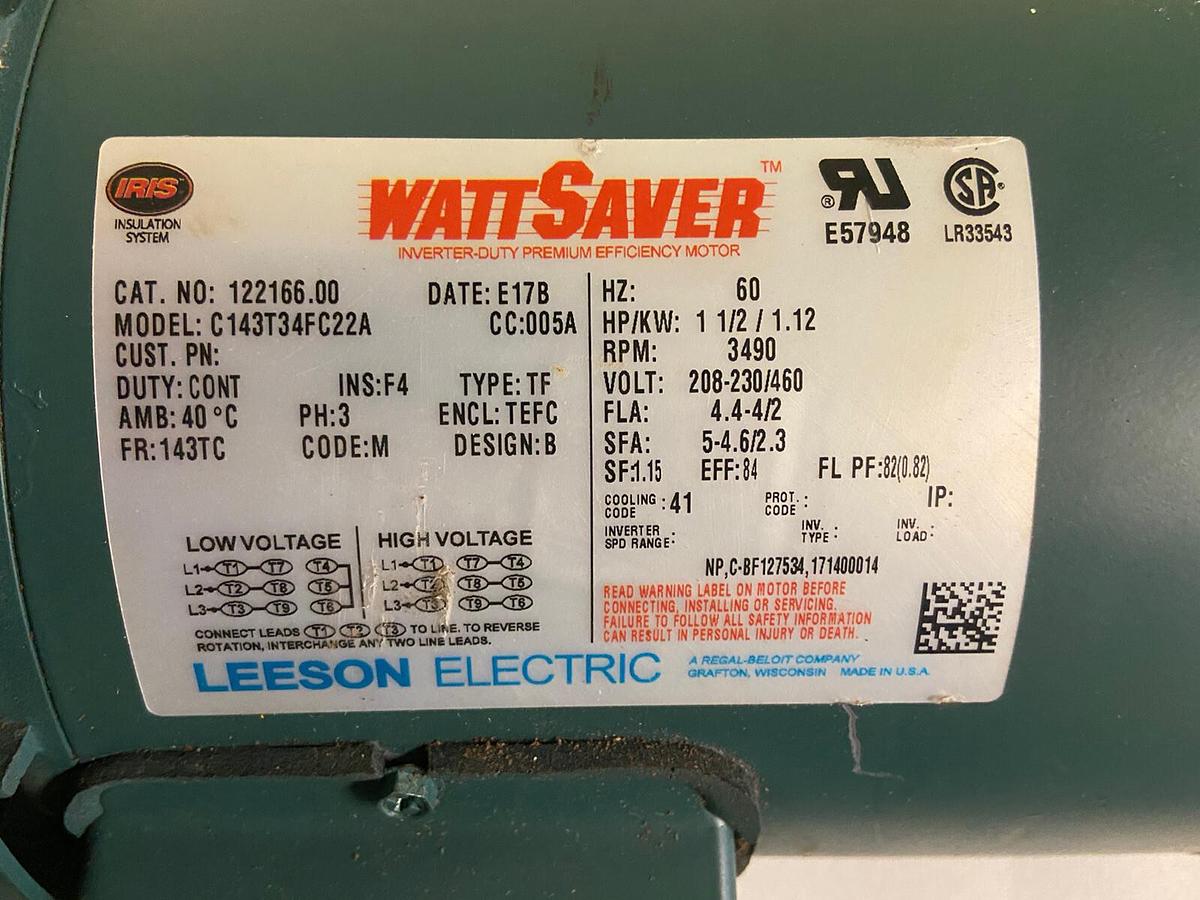 IRIS
INSULATION
SYSTEM
WATTSAVER™
INVERTER-DUTY PREMIUM EFFICIENCY MOTOR
®
E57948
SA®
LR33543
CAT. NO: 122166.00 DATE: E17B
MODEL: C143T34FC22A CC:005A
CUST. PN:
DUTY: CONT INS:F4 TYPE: TF
AMB: 40 °C PH:3 ENCL: TEFC
FR:143TC CODE:M DESIGN:B
HZ: 60
HP/KW: 1 1/2 / 1.12
RPM: 3490
VOLT: 208-230/460
FLA: 4.4-4/2
SFA: 5-4.6/2.3
SF:1.15 EFF:84 FL PF:82(0.82)
COOLING CODE : 41 PROT. CODE : IP:
INVERTER SPD RANGE : INV. TYPE : INV. LOAD :
NP,C-BF127534,171400014
LOW VOLTAGE
L1 T1 T7 T4
L2 T2 T8 T5
L3 T3 T9 T6
HIGH VOLTAGE
L1 T1 T7 T4
L2 T2 T8 T5
L3 T3 T9 T6
CONNECT LEADS T1 T2 T3 TO LINE. TO REVERSE
ROTATION, INTERCHANGE ANY TWO LINE LEADS.
READ WARNING LABEL ON MOTOR BEFORE
CONNECTING, INSTALLING OR SERVICING.
FAILURE TO FOLLOW ALL SAFETY INFORMATION
CAN RESULT IN PERSONAL INJURY OR DEATH.
LEESON ELECTRIC
A REGAL-BELOIT COMPANY
GRAFTON, WISCONSIN MADE IN U.S.A.